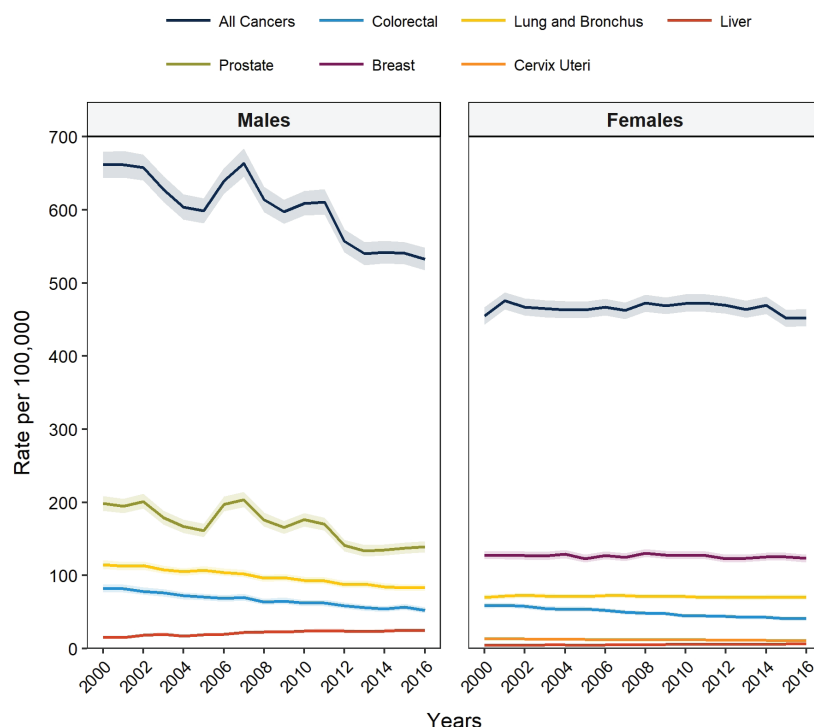 All Cancers Colorectal Lung and Bronchus Liver
Prostate Breast Cervix Uteri
Males Females
700
600
500
400
300
200
100
0
Rate per 100,000
2000 2002 2004 2006 2008 2010 2012 2014 2016 2000 2002 2004 2006 2008 2010 2012 2014 2016
Years